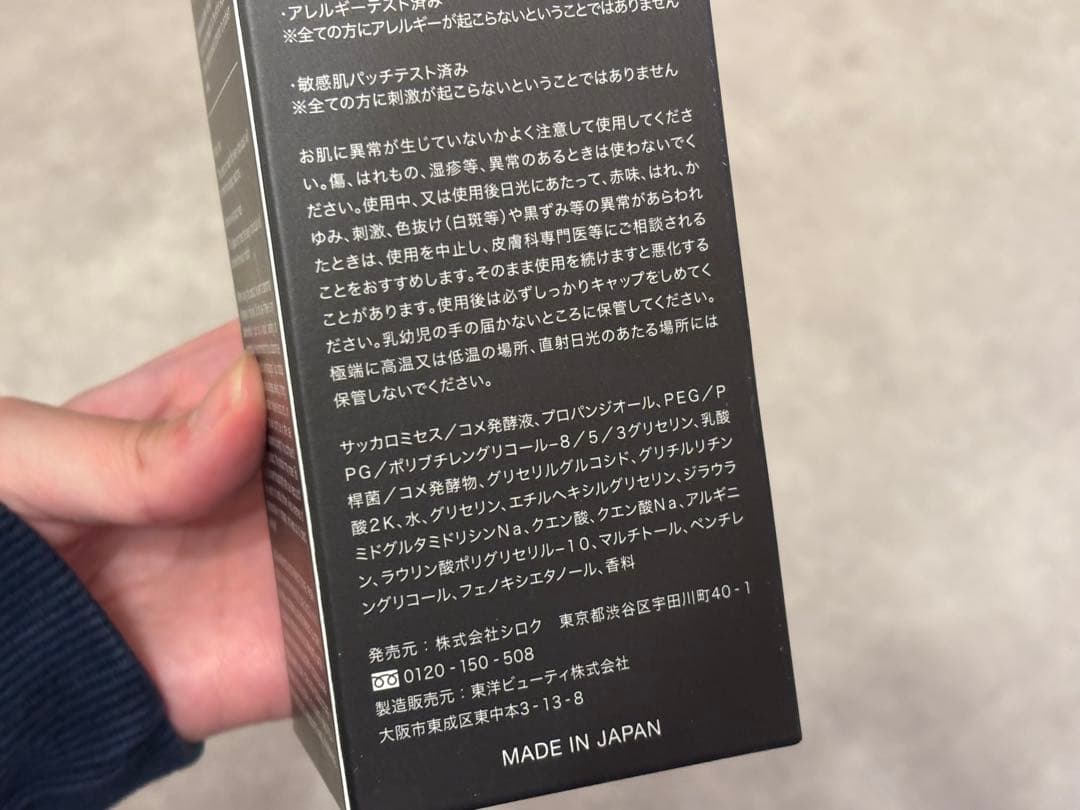 ・アレルギーテスト済み
※全ての方にアレルギーが起こらないということではありません
・敏感肌パッチテスト済み
※全ての方に刺激が起こらないということではありません
お肌に異常が生じていないかよく注意して使用してくださ
い。傷、はれもの、湿疹等、異常のあるときは使わないでく
ださい。使用中、又は使用後日光にあたって、赤味、はれ、か
ゆみ、刺激、色抜け(白斑等)や黒ずみ等の異常があらわれ
たときは、使用を中止し、皮膚科専門医等にご相談される
ことをおすすめします。そのまま使用を続けますと悪化する
ことがあります。使用後は必ずしっかりキャップをしめてく
ださい。乳幼児の手の届かないところに保管してください。
極端に高温又は低温の場所、直射日光のあたる場所には
保管しないでください。
サッカロミセス/コメ発酵液、プロパンジオール、PEG/P
PG/ポリブチレングリコール-8/5/3グリセリン、乳酸
桿菌/コメ発酵物、グリセリルグルコシド、グリチルリチン
酸2K、水、グリセリン、エチルヘキシルグリセリン、ジラウラ
ミドグルタミドリシンNa、クエン酸、クエン酸Na、アルギニ
ン、ラウリン酸ポリグリセリル-10、マルチトール、ペンチレ
ングリコール、フェノキシエタノール、香料
発売元：株式会社シロク 東京都渋谷区宇田川町40-1
0120-150-508
製造販売元：東洋ビューティ株式会社
大阪市東成区東中本3-13-8
MADE IN JAPAN